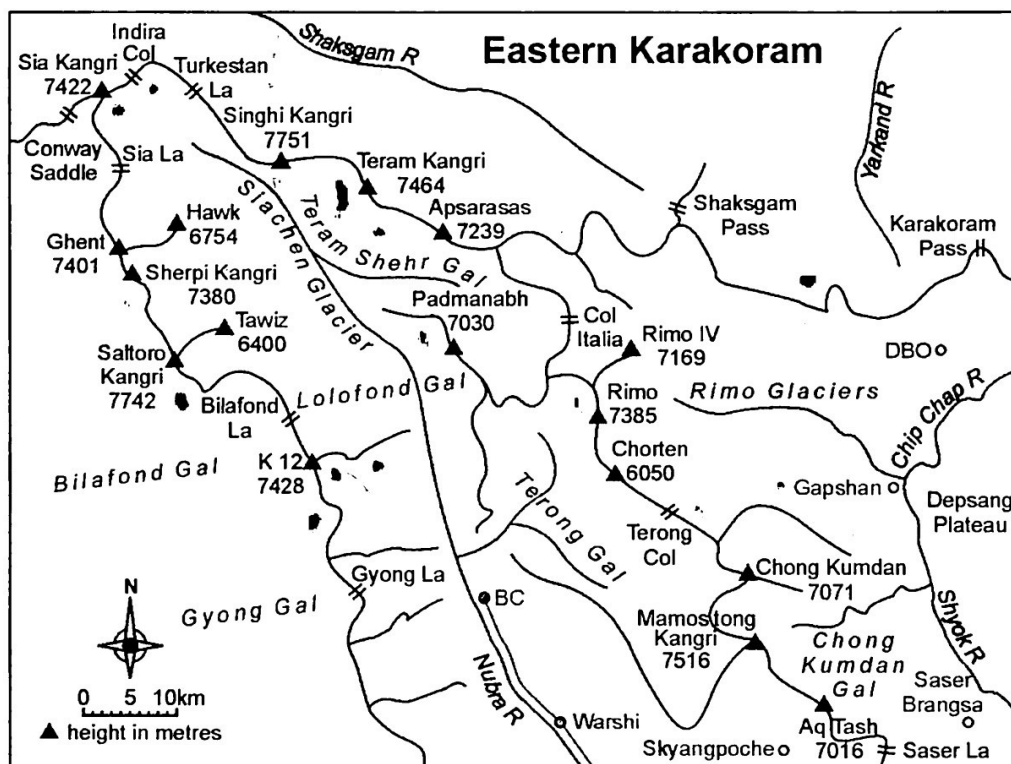 Eastern Karakoram
Shaksgam R
Yarkand R
Indira
Col
Sia Kangri
7422
Turkestan
La
Conway
Saddle
Sia La
Singhi Kangri
7751
Teram Kangri
7464
Apsarasas
7239
Shaksgam
Pass
Karakoram
Pass
Hawk
6754
Ghent
7401
Sherpi Kangri
7380
Tawiz
6400
Saltoro
Kangri
7742
Siachen Glacier
Teram Shehr Gal
Padmanabh
7030
Col
Italia
Rimo IV
7169
DBO
Rimo
7385
Rimo Glaciers
Chip Chap R
Bilafond
La
Lolofond Gal
K 12
7428
Bilafond Gal
Chorten
6050
Gapshan
Depsang
Plateau
Terong Gal
Terong
Col
Gyong La
Gyong Gal
BC
Chong Kumdan
7071
Mamostong
Kangri
7516
Chong
Kumdan
Gal
Shyok R
Saser
Brangsa
Nubra R
Warshi
Skyangpoche
Aq Tash
7016
Saser La
N
0 5 10km
height in metres